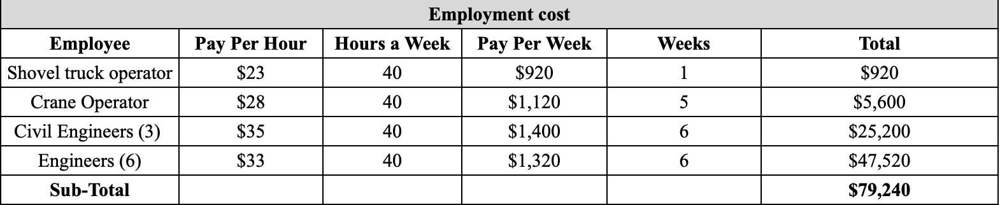 Employment cost
Employee Pay Per Hour Hours a Week Pay Per Week Weeks Total
Shovel truck operator $23 40 $920 1 $920
Crane Operator $28 40 $1,120 5 $5,600
Civil Engineers (3) $35 40 $1,400 6 $25,200
Engineers (6) $33 40 $1,320 6 $47,520
Sub-Total $79,240